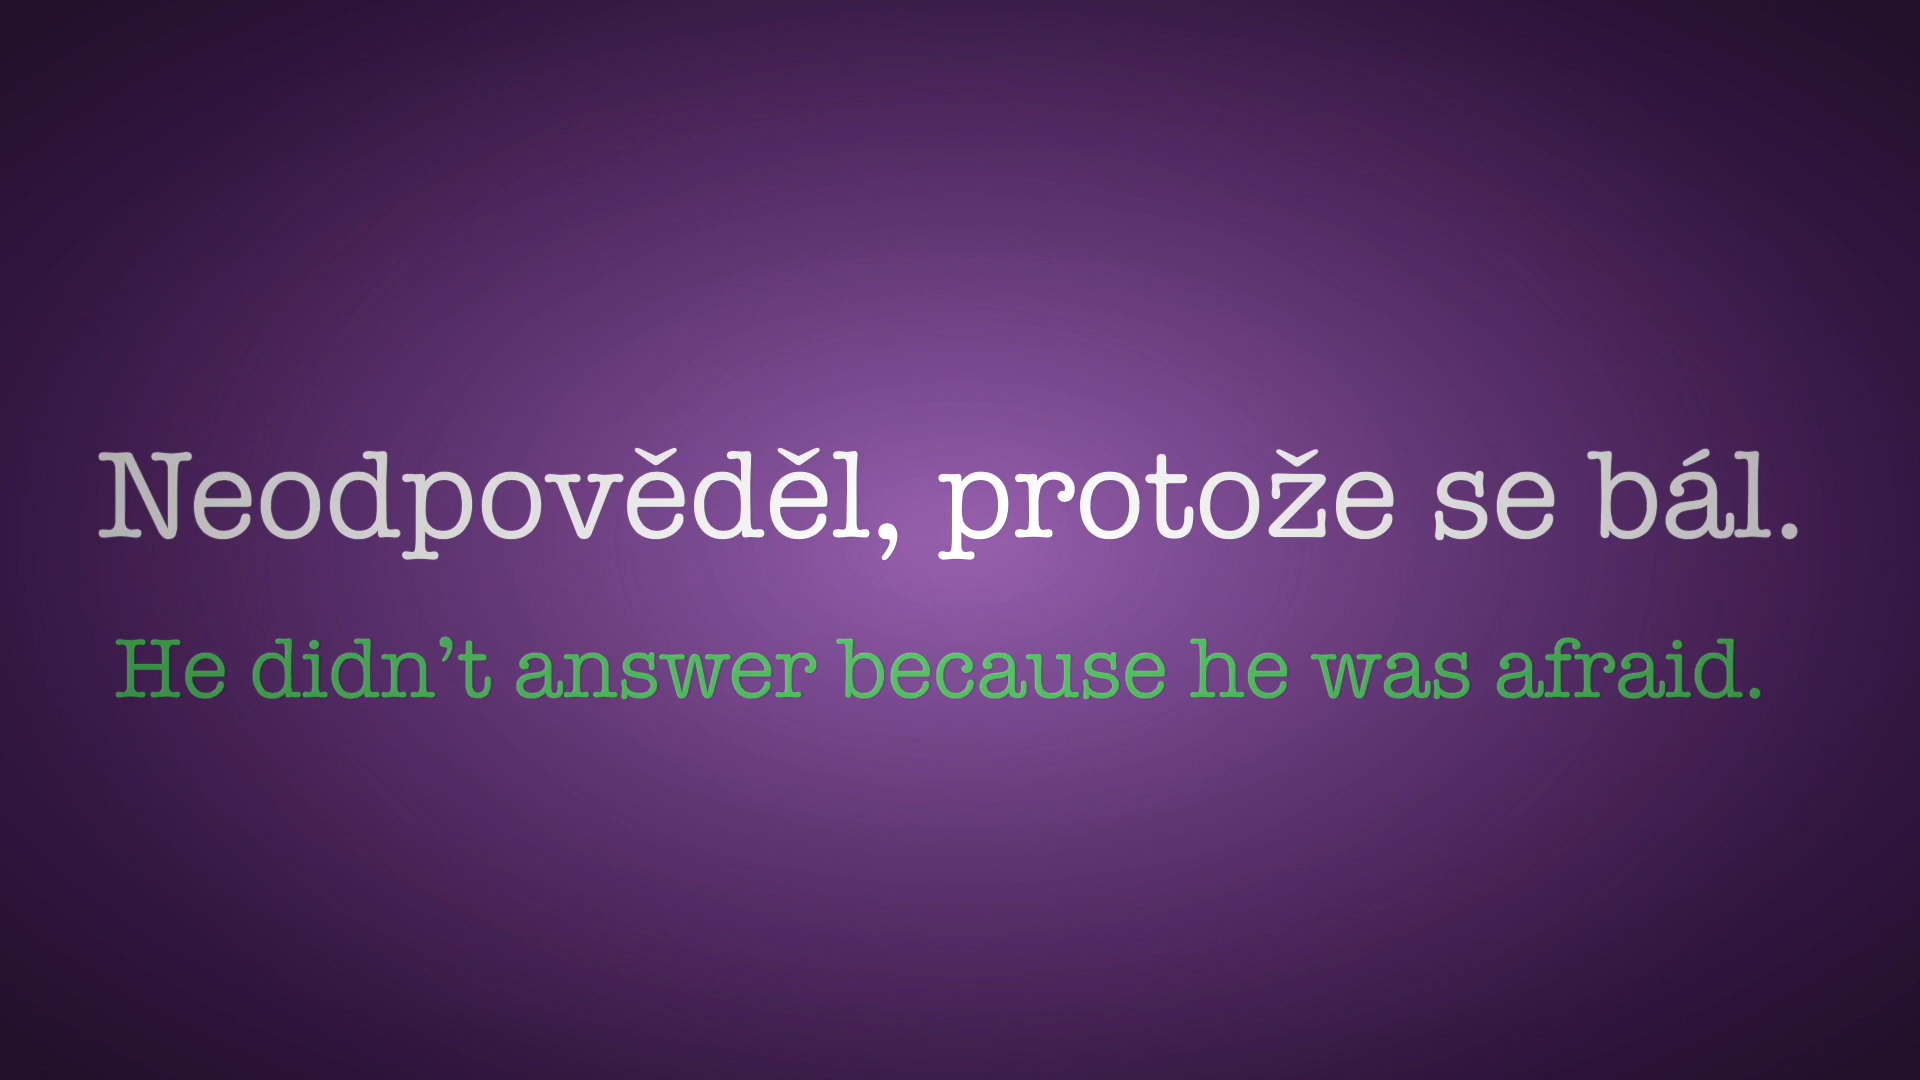 Neodpověděl, protože se bál.
He didn’t answer because he was afraid.